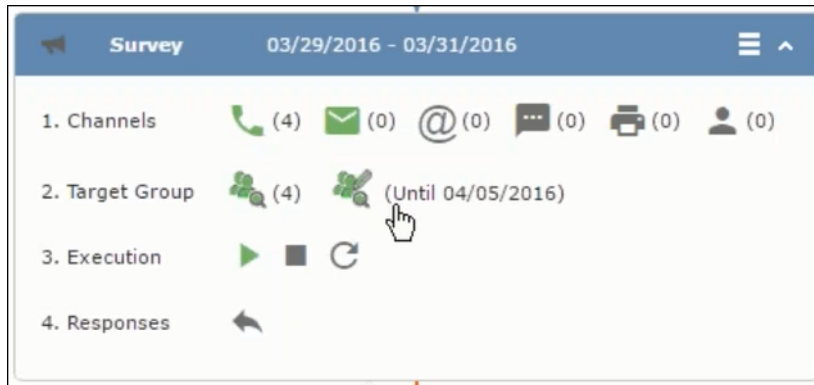 Survey 03/29/2016 - 03/31/2016
1. Channels (4) (0) @ (0) (0) (0) (0)
2. Target Group (4) (Until 04/05/2016)
3. Execution
4. Responses